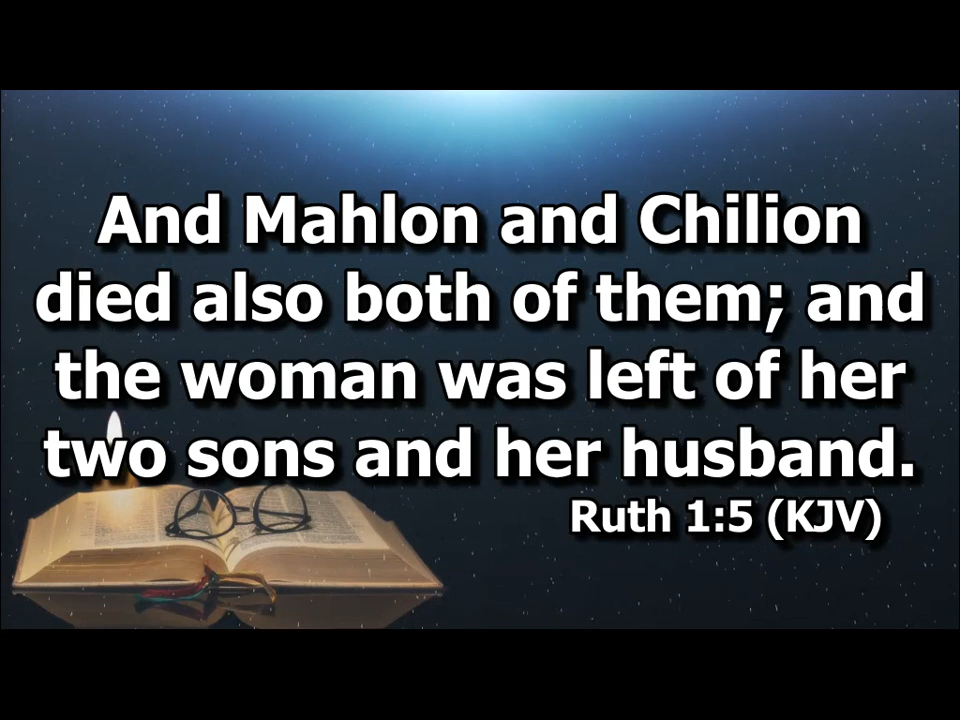 And Mahlon and Chilion
died also both of them; and
the woman was left of her
two sons and her husband.
Ruth 1:5 (KJV)